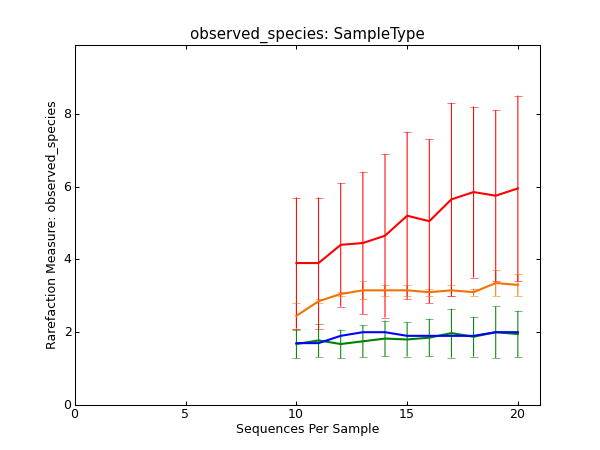 observed_species: SampleType
Rarefaction Measure: observed_species
8
6
4
2
0
0 5 10 15 20
Sequences Per Sample